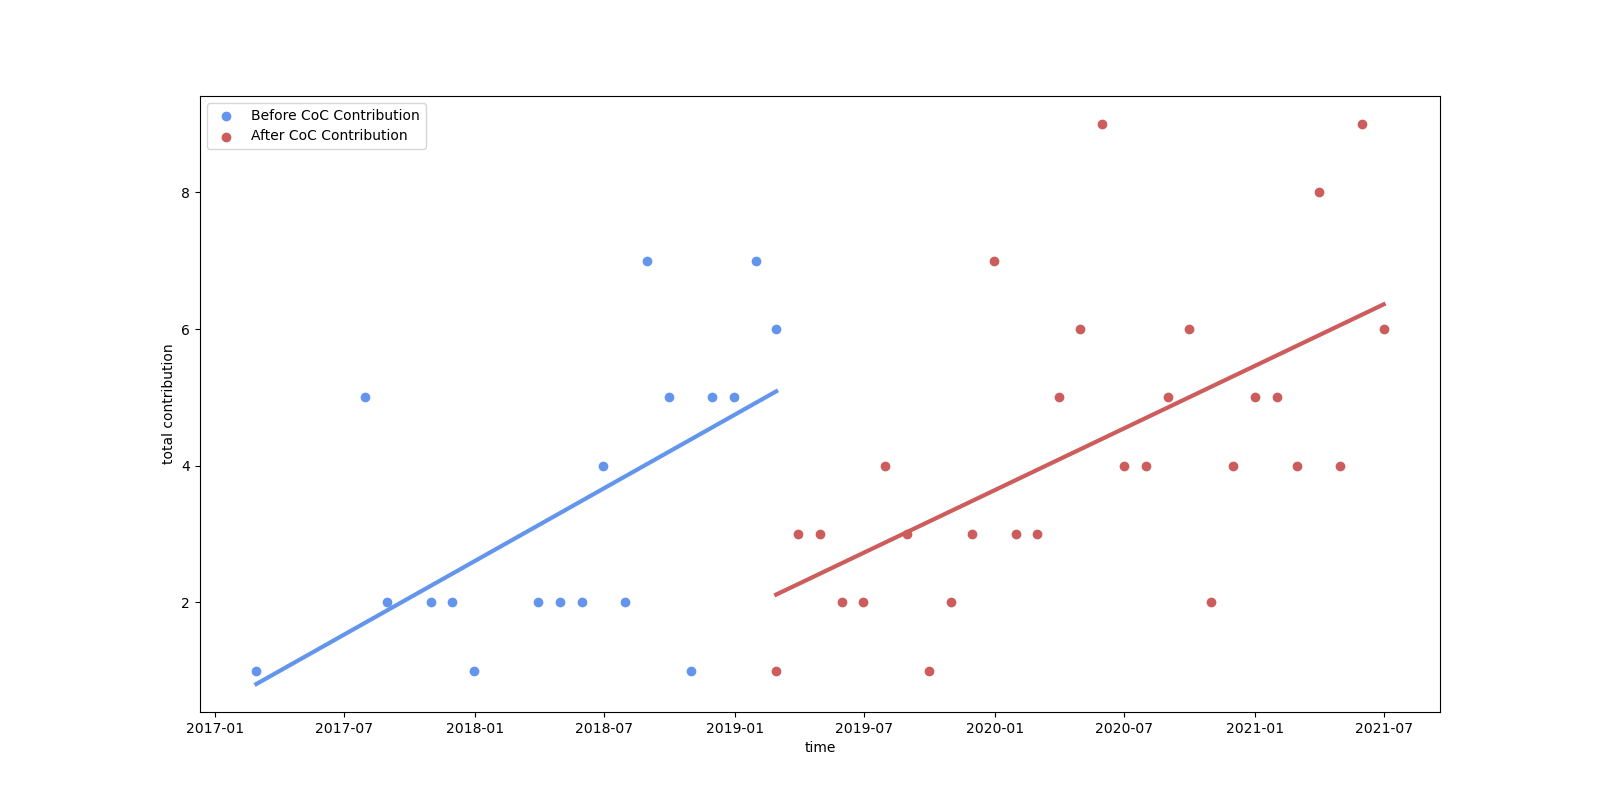 Before CoC Contribution
After CoC Contribution
8
6
4
2
total contribution
2017-01 2017-07 2018-01 2018-07 2019-01 2019-07 2020-01 2020-07 2021-01 2021-07
time